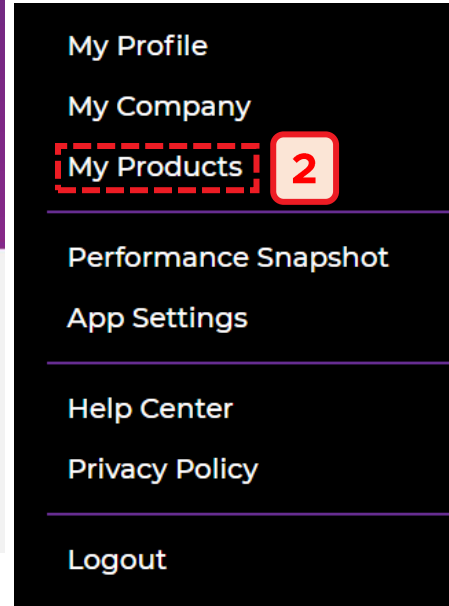 My Profile
My Company
My Products 2
Performance Snapshot
App Settings
Help Center
Privacy Policy
Logout